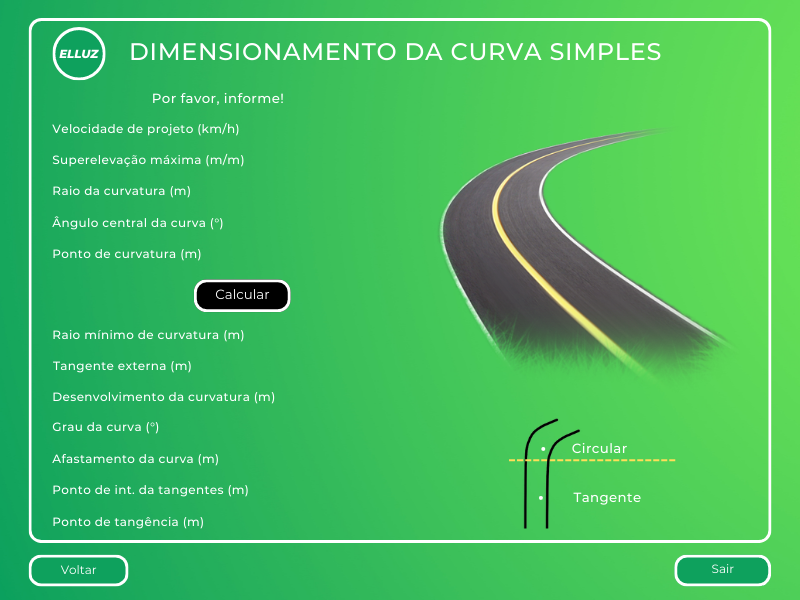 ELLUZ
DIMENSIONAMENTO DA CURVA SIMPLES
Por favor, informe!
Velocidade de projeto (km/h)
Superelevação máxima (m/m)
Raio da curvatura (m)
Ângulo central da curva (°)
Ponto de curvatura (m)
Calcular
Raio mínimo de curvatura (m)
Tangente externa (m)
Desenvolvimento da curvatura (m)
Grau da curva (°)
Afastamento da curva (m)
Ponto de int. da tangentes (m)
Ponto de tangência (m)
Circular
Tangente
Voltar
Sair